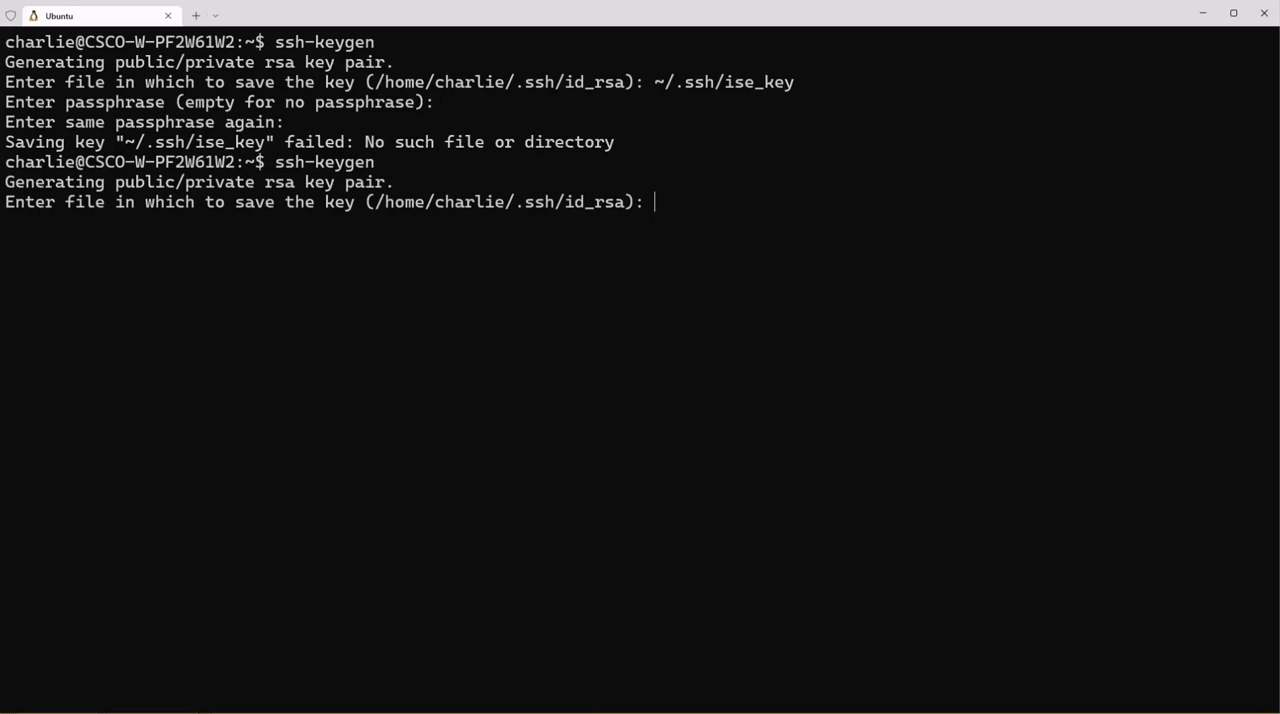 Ubuntu
charlie@CSCO-W-PF2W61W2:~$ ssh-keygen
Generating public/private rsa key pair.
Enter file in which to save the key (/home/charlie/.ssh/id_rsa): ~/.ssh/ise_key
Enter passphrase (empty for no passphrase):
Enter same passphrase again:
Saving key "~/.ssh/ise_key" failed: No such file or directory
charlie@CSCO-W-PF2W61W2:~$ ssh-keygen
Generating public/private rsa key pair.
Enter file in which to save the key (/home/charlie/.ssh/id_rsa):